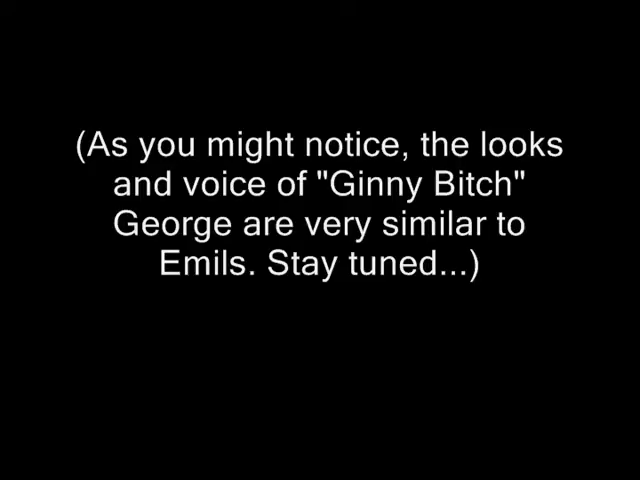 (As you might notice, the looks
and voice of "Ginny Bitch"
George are very similar to
Emils. Stay tuned...)